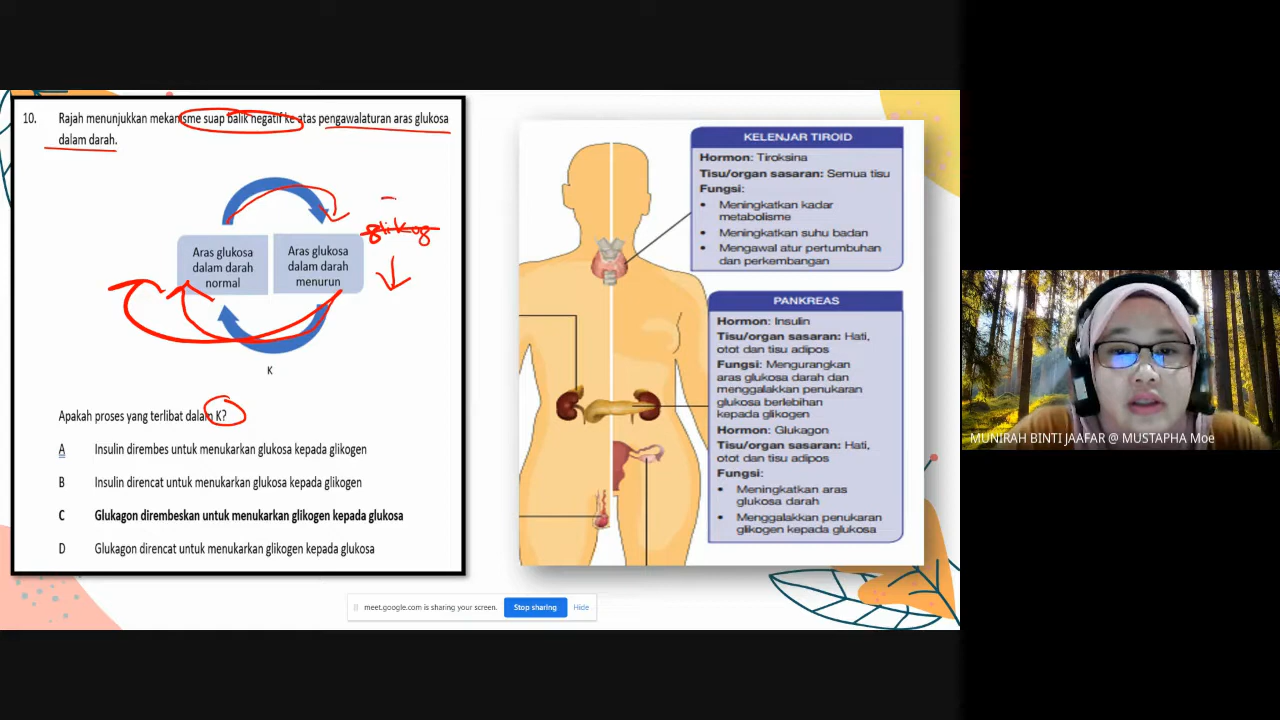 10. Rajah menunjukkan mekanisme suap balik negatif ke atas pengawalaturan aras glukosa
dalam darah.
Aras glukosa
dalam darah
normal
Aras glukosa
dalam darah
menurun
glikog
K
Apakah proses yang terlibat dalam K?
A Insulin dirembes untuk menukarkan glukosa kepada glikogen
B Insulin direncat untuk menukarkan glukosa kepada glikogen
C Glukagon dirembeskan untuk menukarkan glikogen kepada glukosa
D Glukagon direncat untuk menukarkan glikogen kepada glukosa
KELENJAR TIROID
Hormon: Tiroksina
Tisu/organ sasaran: Semua tisu
Fungsi:
• Meningkatkan kadar
metabolisme
• Meningkatkan suhu badan
• Mengawal atur pertumbuhan
dan perkembangan
PANKREAS
Hormon: Insulin
Tisu/organ sasaran: Hati,
otot dan tisu adipos
Fungsi: Mengurangkan
aras glukosa darah dan
menggalakkan penukaran
glukosa berlebihan
kepada glikogen
Hormon: Glukagon
Tisu/organ sasaran: Hati,
otot dan tisu adipos
Fungsi:
• Meningkatkan aras
glukosa darah
• Menggalakkan penukaran
glikogen kepada glukosa
meet.google.com is sharing your screen.
Stop sharing
Hide
MUNIRAH BINTI JAAFAR @ MUSTAPHA Moe